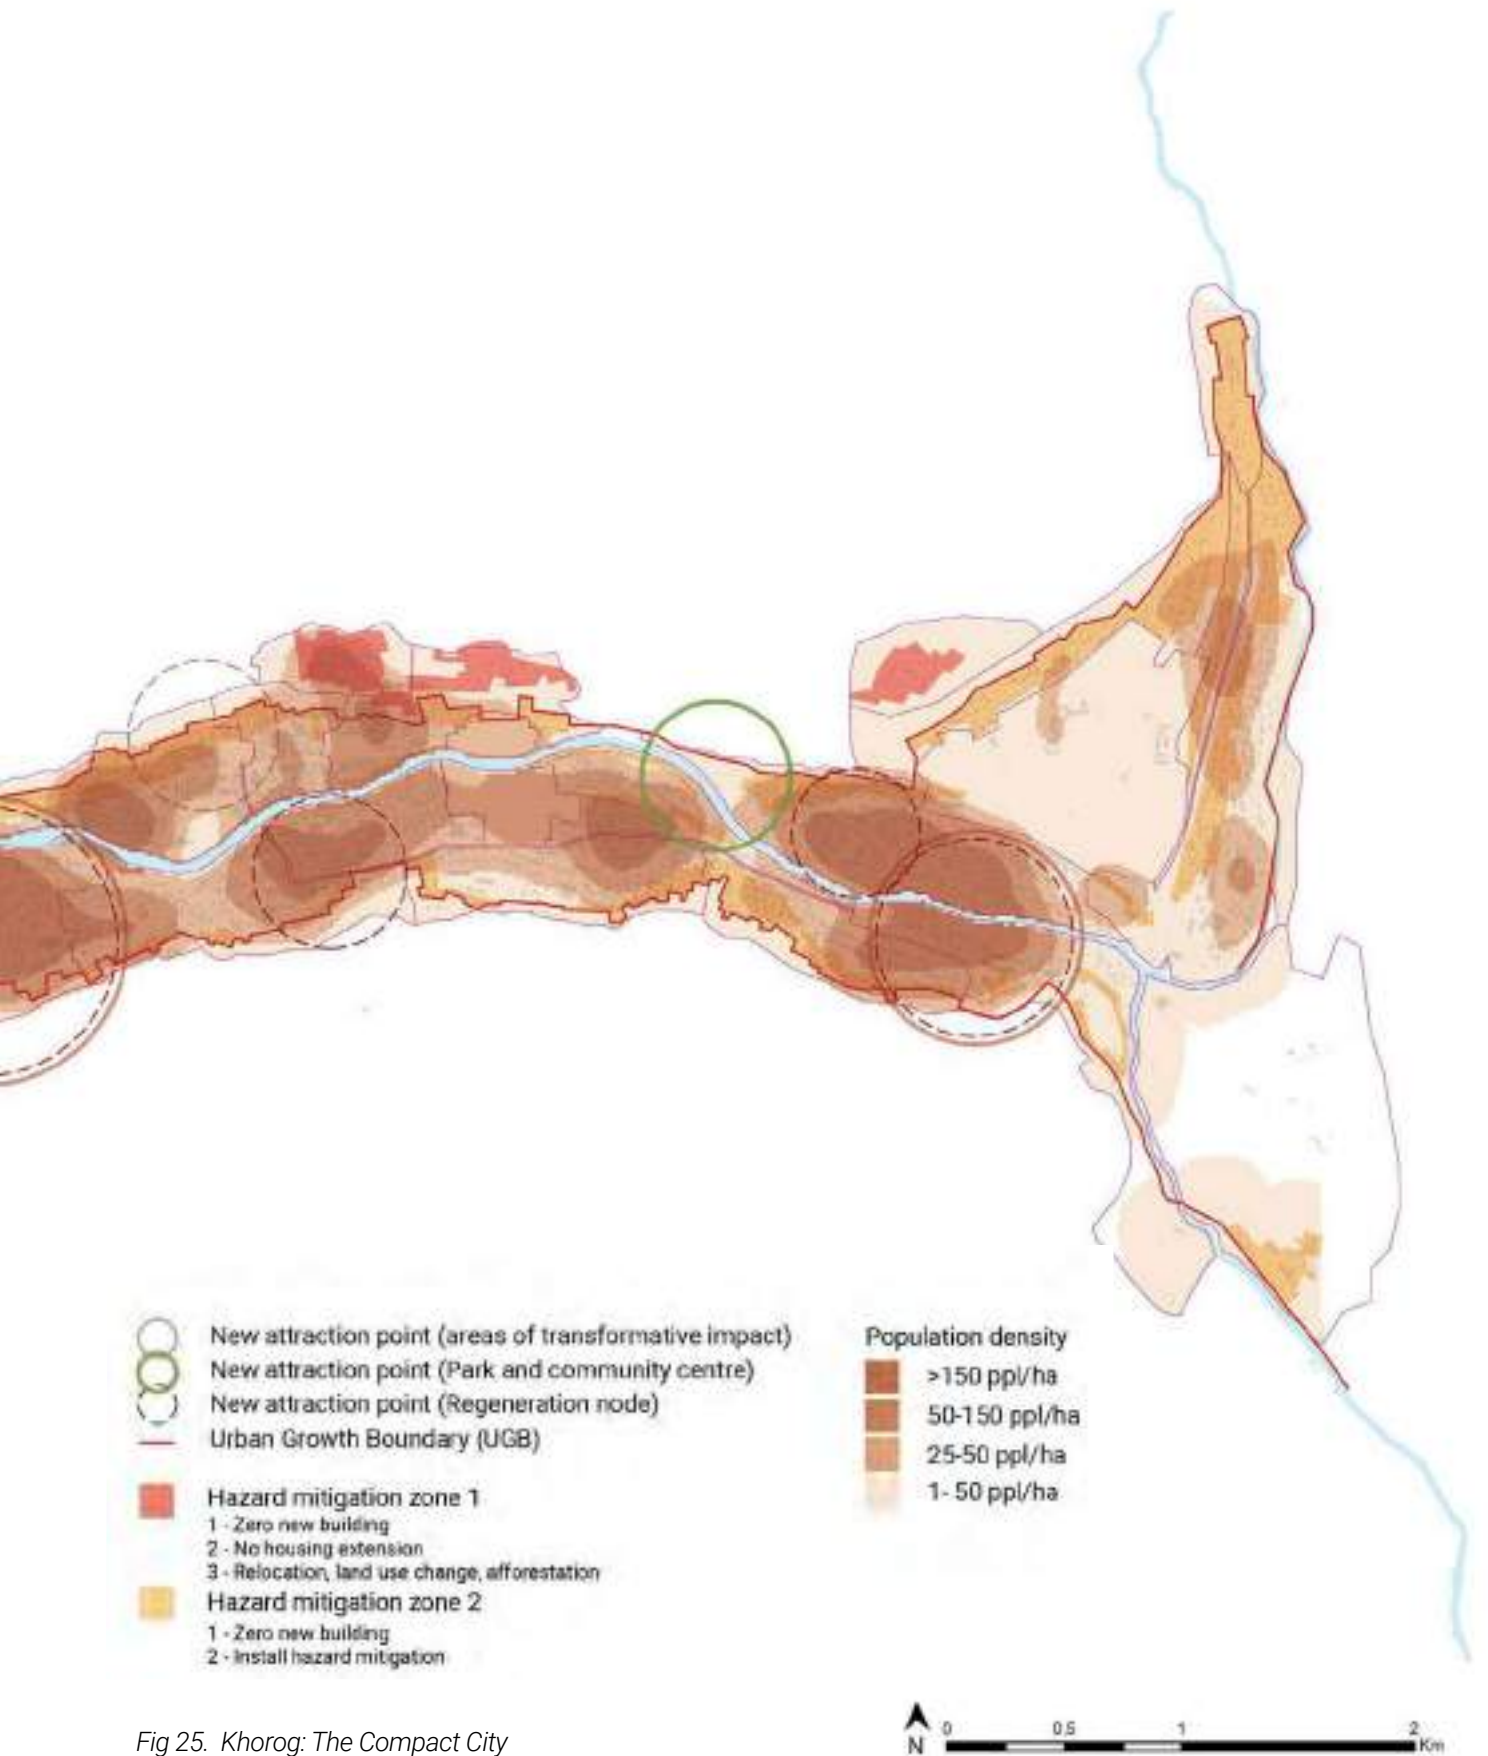 New attraction point (areas of transformative impact)
New attraction point (Park and community centre)
New attraction point (Regeneration node)
Urban Growth Boundary (UGB)
Hazard mitigation zone 1
1 - Zero new building
2 - No housing extension
3 - Relocation, land use change, afforestation
Hazard mitigation zone 2
1 - Zero new building
2 - Install hazard mitigation
Population density
>150 ppl/ha
50-150 ppl/ha
25-50 ppl/ha
1- 50 ppl/ha
Fig 25. Khorog: The Compact City
N
0 0.5 1 2
Km